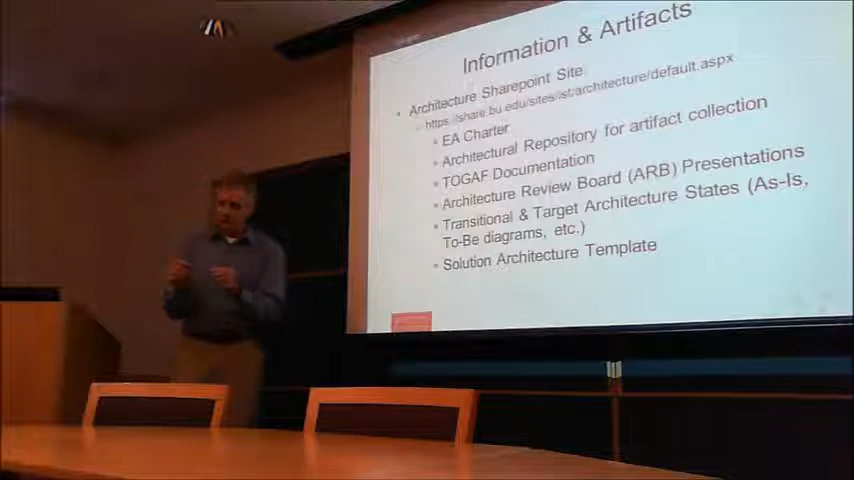 Information & Artifacts
• Architecture Sharepoint Site
– https://share.bu.edu/sites/ist/architecture/default.aspx
• EA Charter
• Architectural Repository for artifact collection
• TOGAF Documentation
• Architecture Review Board (ARB) Presentations
• Transitional & Target Architecture States (As-Is,
To-Be diagrams, etc.)
• Solution Architecture Template